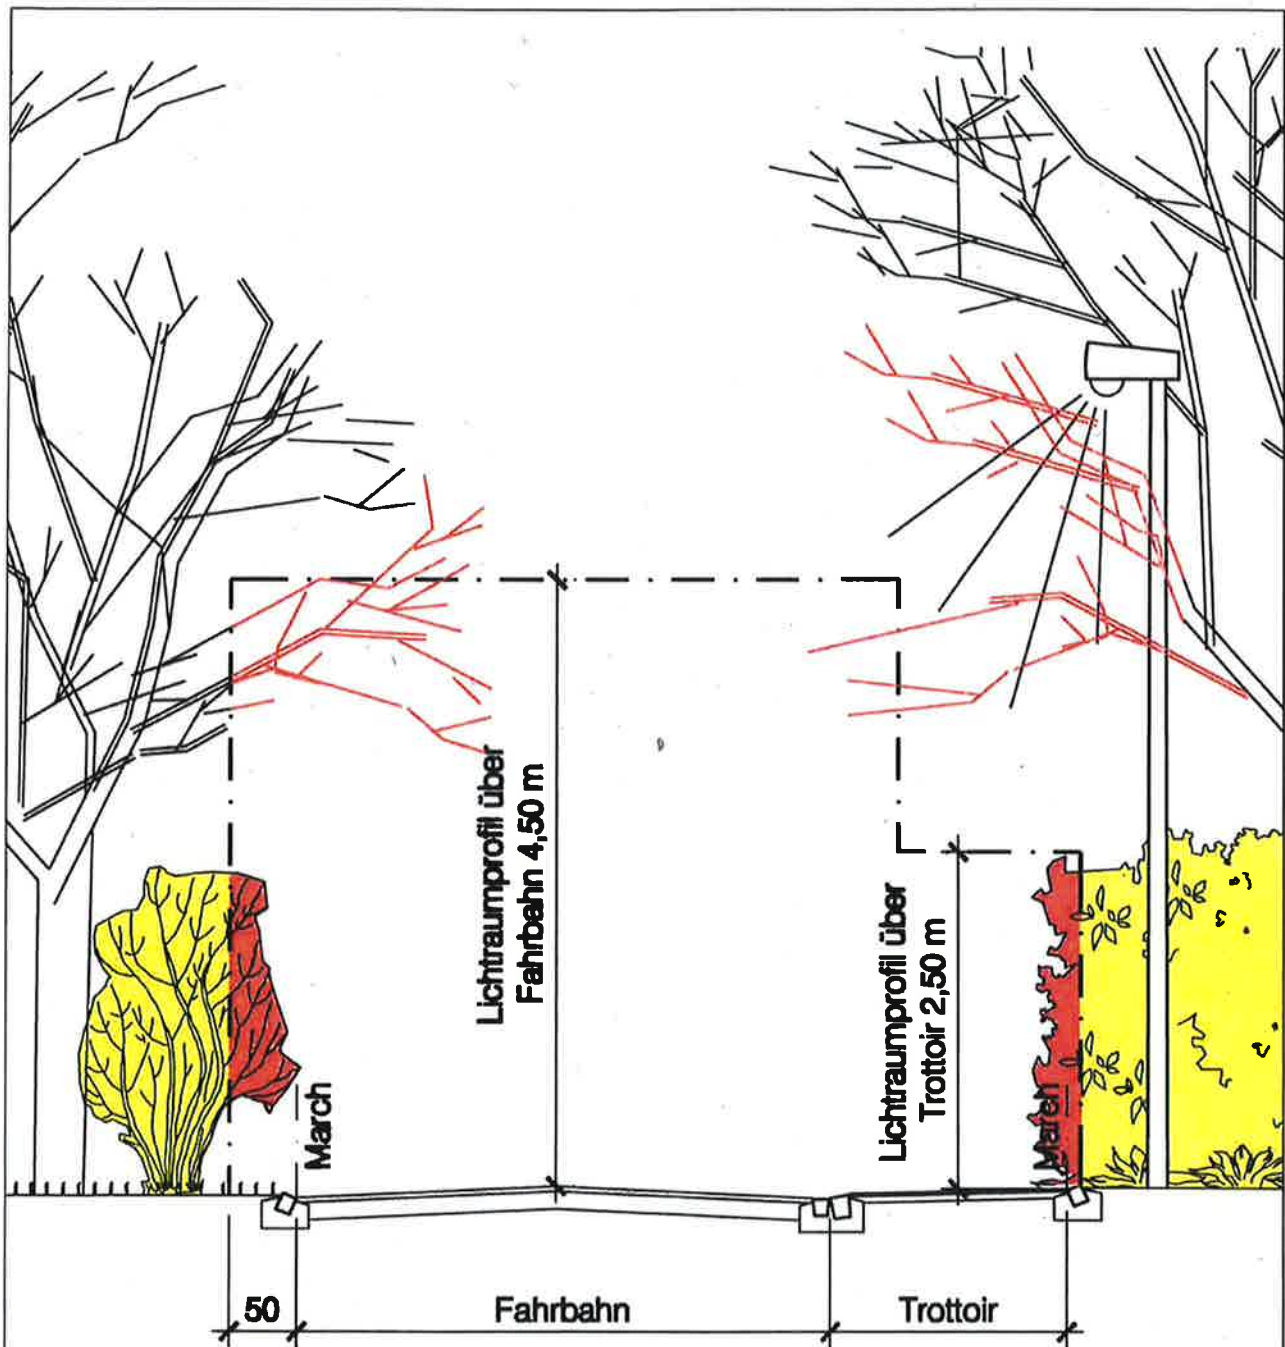 Lichtraumprofil über
Fahrbahn 4,50 m
Lichtraumprofil über
Trottoir 2,50 m
March
March
50
Fahrbahn
Trottoir